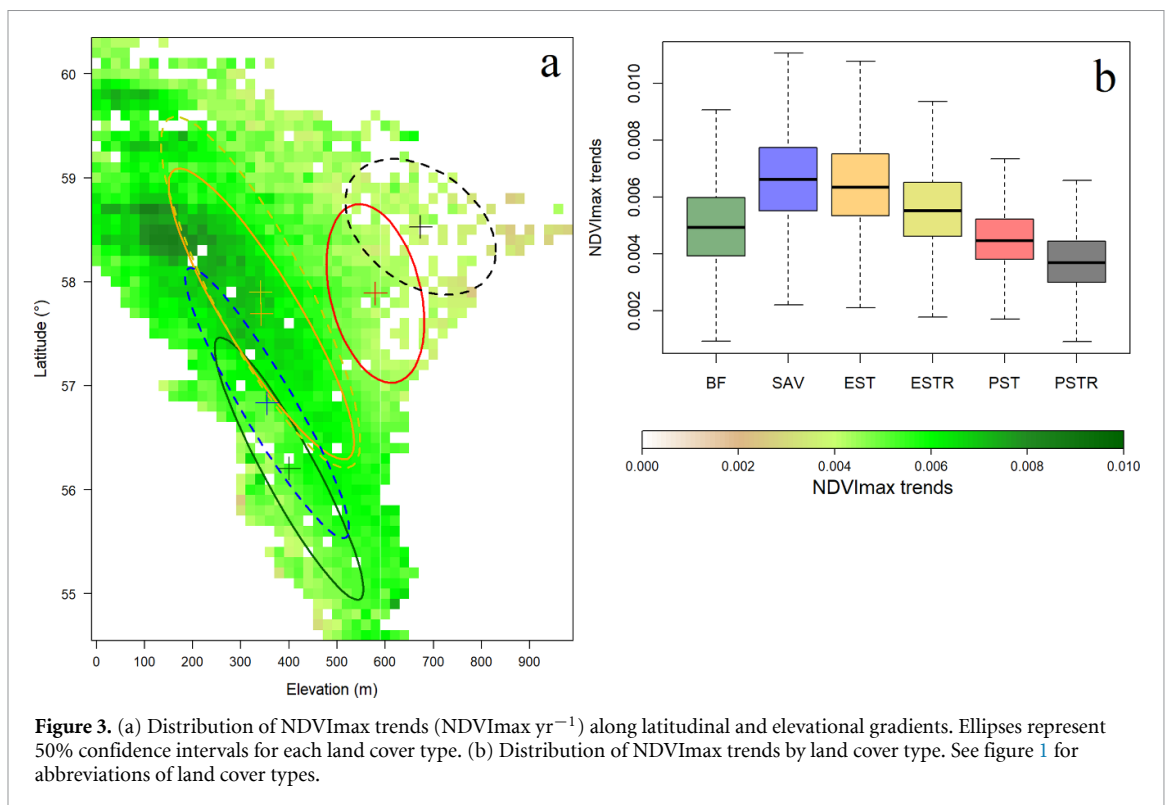 a
60
59
58
57
56
55
Latitude (°)
0 100 200 300 400 500 600 700 800 900
Elevation (m)
b
0.010
0.008
0.006
0.004
0.002
NDVImax trends
BF SAV EST ESTR PST PSTR
0.000 0.002 0.004 0.006 0.008 0.010
NDVImax trends
Figure 3. (a) Distribution of NDVImax trends (NDVImax yr−1) along latitudinal and elevational gradients. Ellipses represent
50% confidence intervals for each land cover type. (b) Distribution of NDVImax trends by land cover type. See figure 1 for
abbreviations of land cover types.